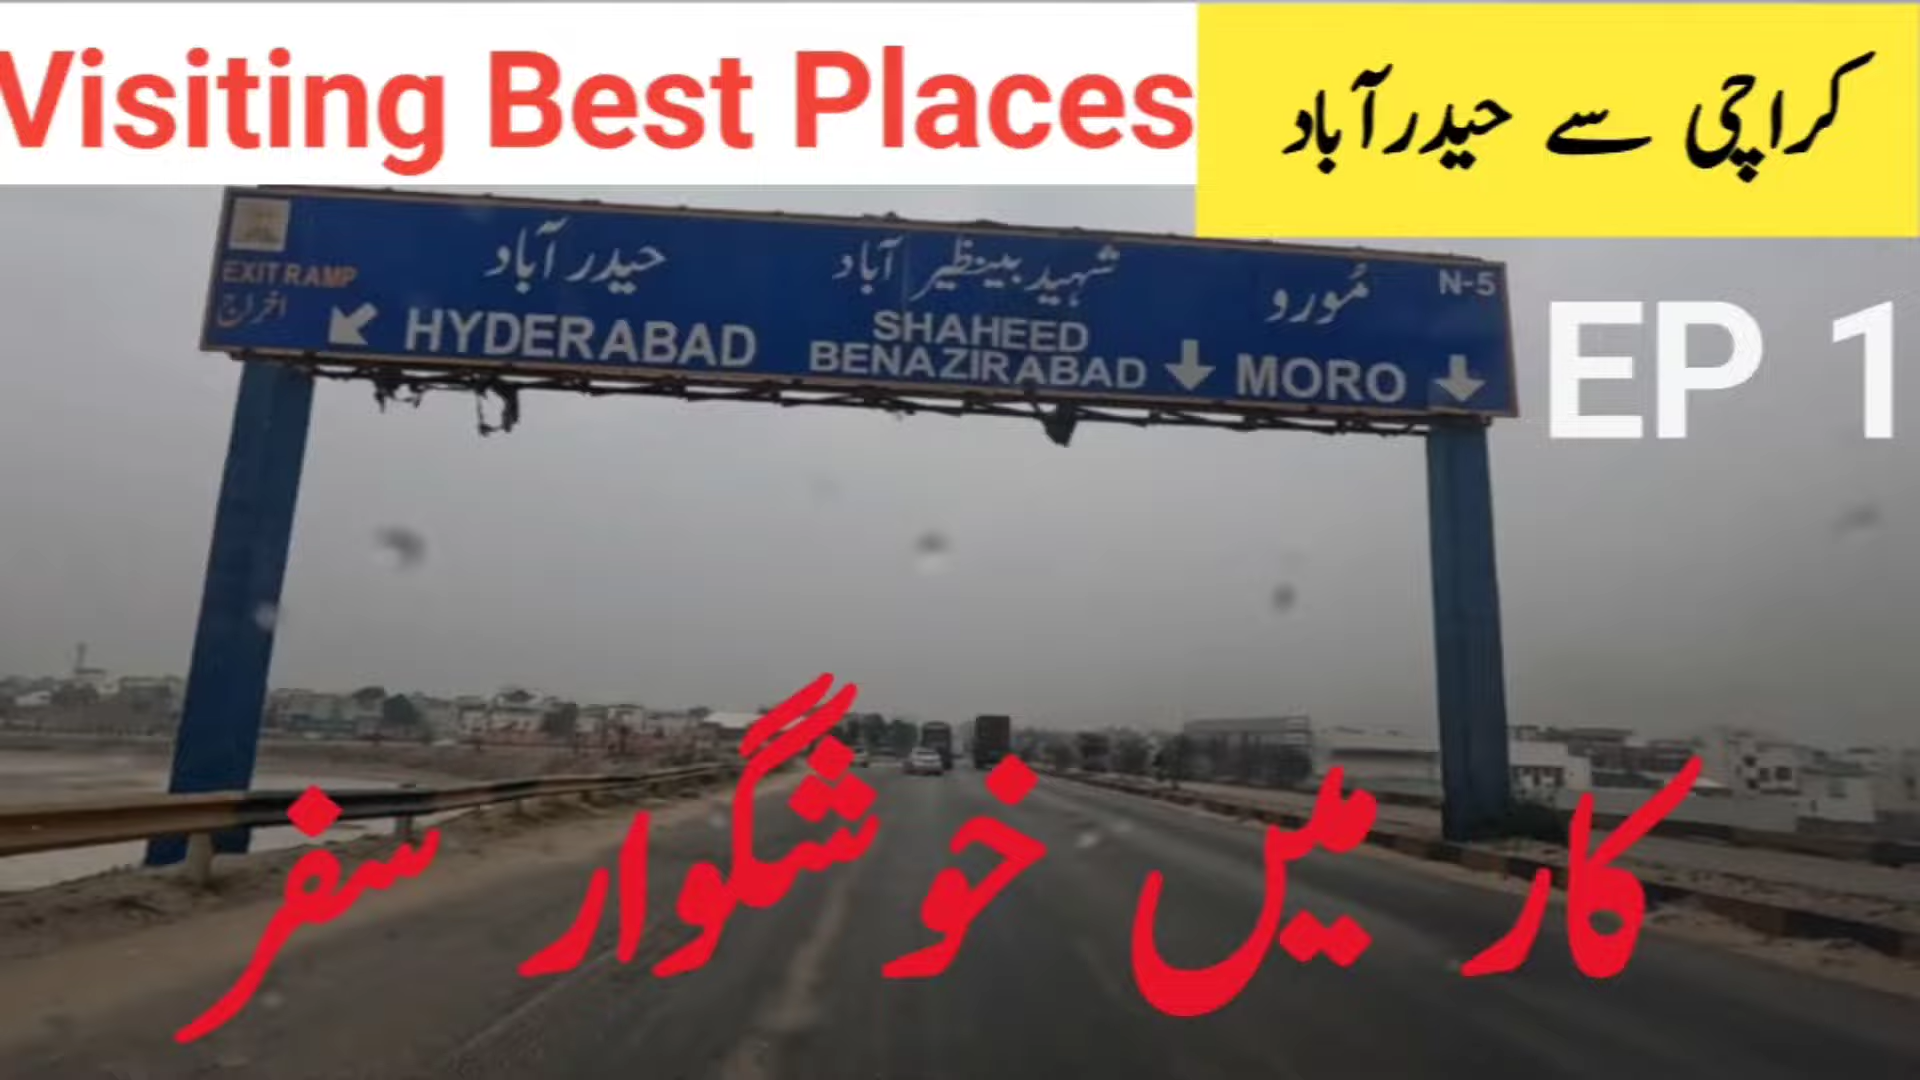 Visiting Best Places
کراچی سے حیدرآباد
EP 1
EXIT RAMP
اخراج
حیدر آباد
HYDERABAD
شہید بینظیر آباد
SHAHEED
BENAZIRABAD
مُورو
MORO
N-5
کار میں خوشگوار سفر